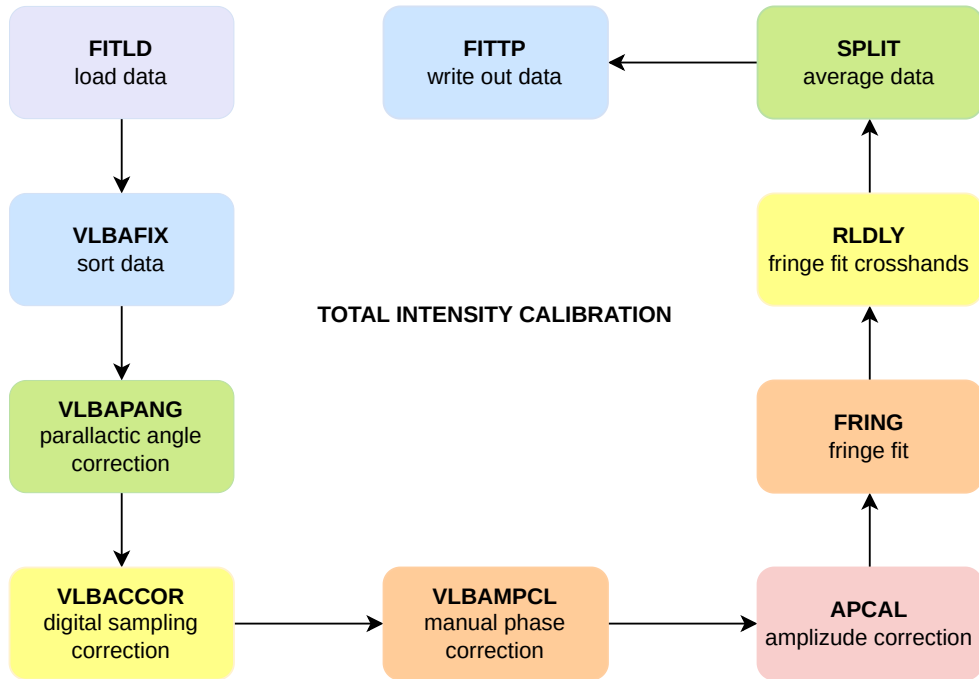 FITLD
load data
FITTP
write out data
SPLIT
average data
VLBAFIX
sort data
RLDLY
fringe fit crosshands
TOTAL INTENSITY CALIBRATION
VLBAPANG
parallactic angle
correction
FRING
fringe fit
VLBACCOR
digital sampling
correction
VLBAMPCL
manual phase
correction
APCAL
amplizude correction